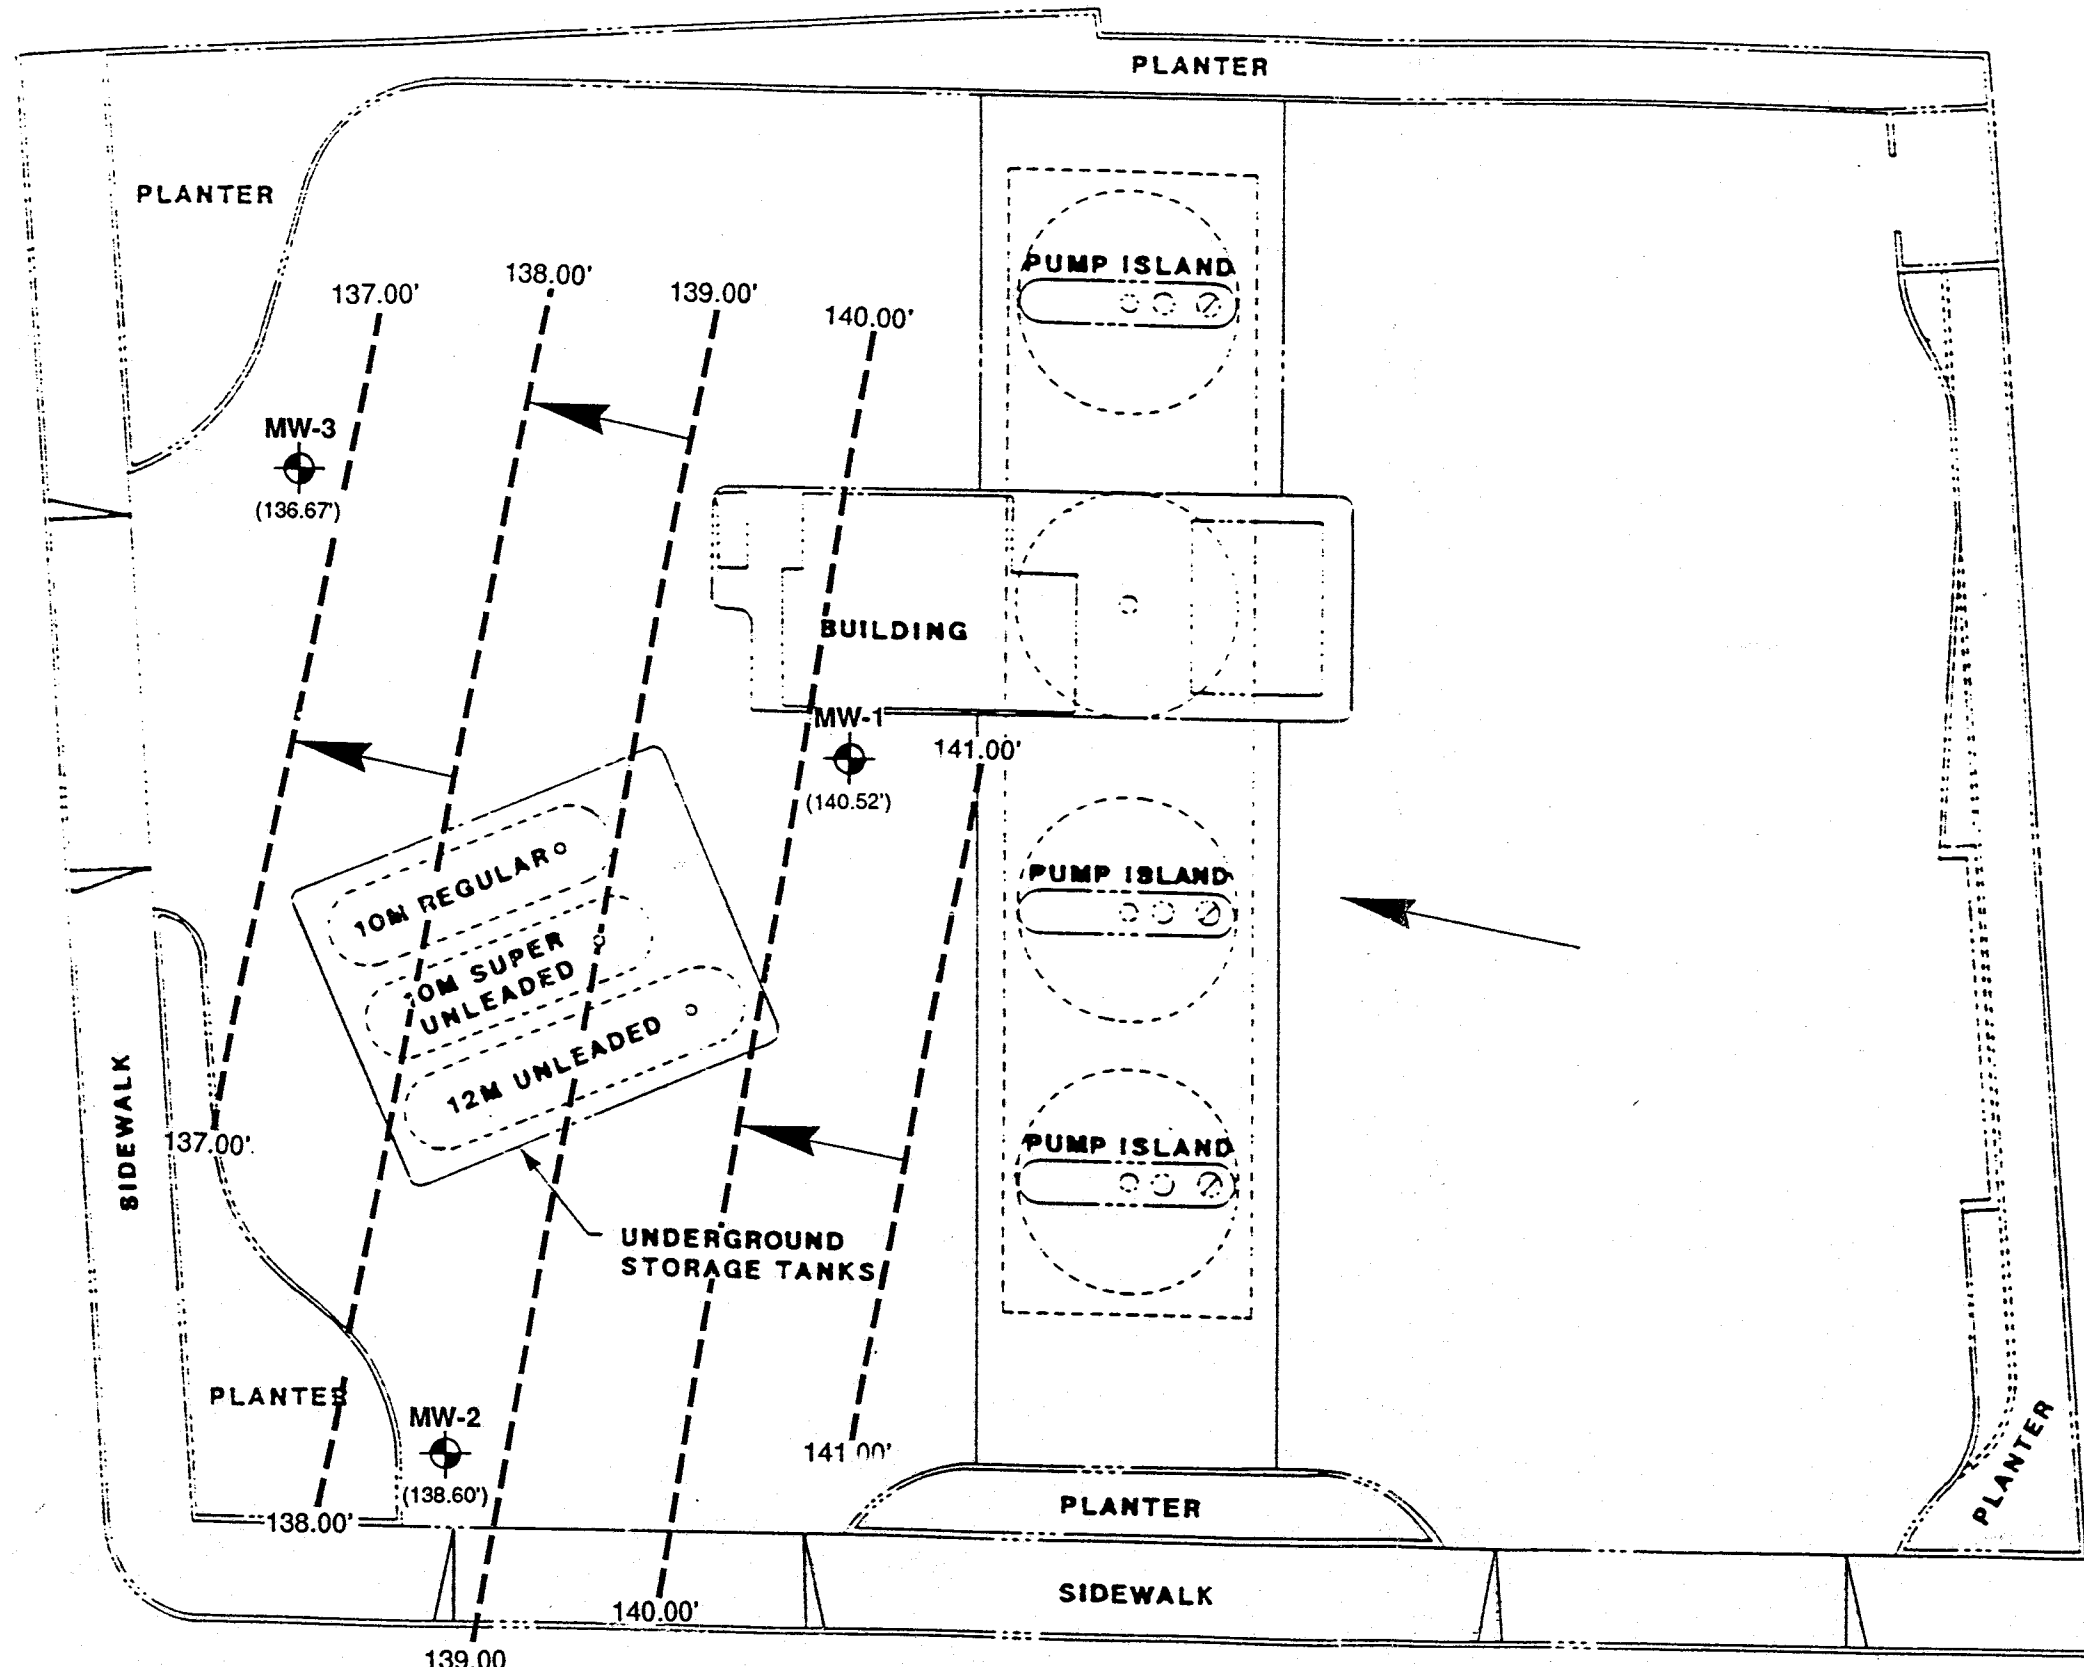 PLANTER
PLANTER
137.00'
138.00'
139.00'
140.00'
PUMP ISLAND
MW-3
(136.67')
BUILDING
MW-1
(140.52')
141.00'
10M REGULAR
0M SUPER
UNLEADED
12M UNLEADED
PUMP ISLAND
SIDEWALK
137.00'
PUMP ISLAND
UNDERGROUND
STORAGE TANKS
PLANTER
MW-2
(138.60')
138.00'
141.00'
PLANTER
PLANTER
SIDEWALK
140.00'
139.00